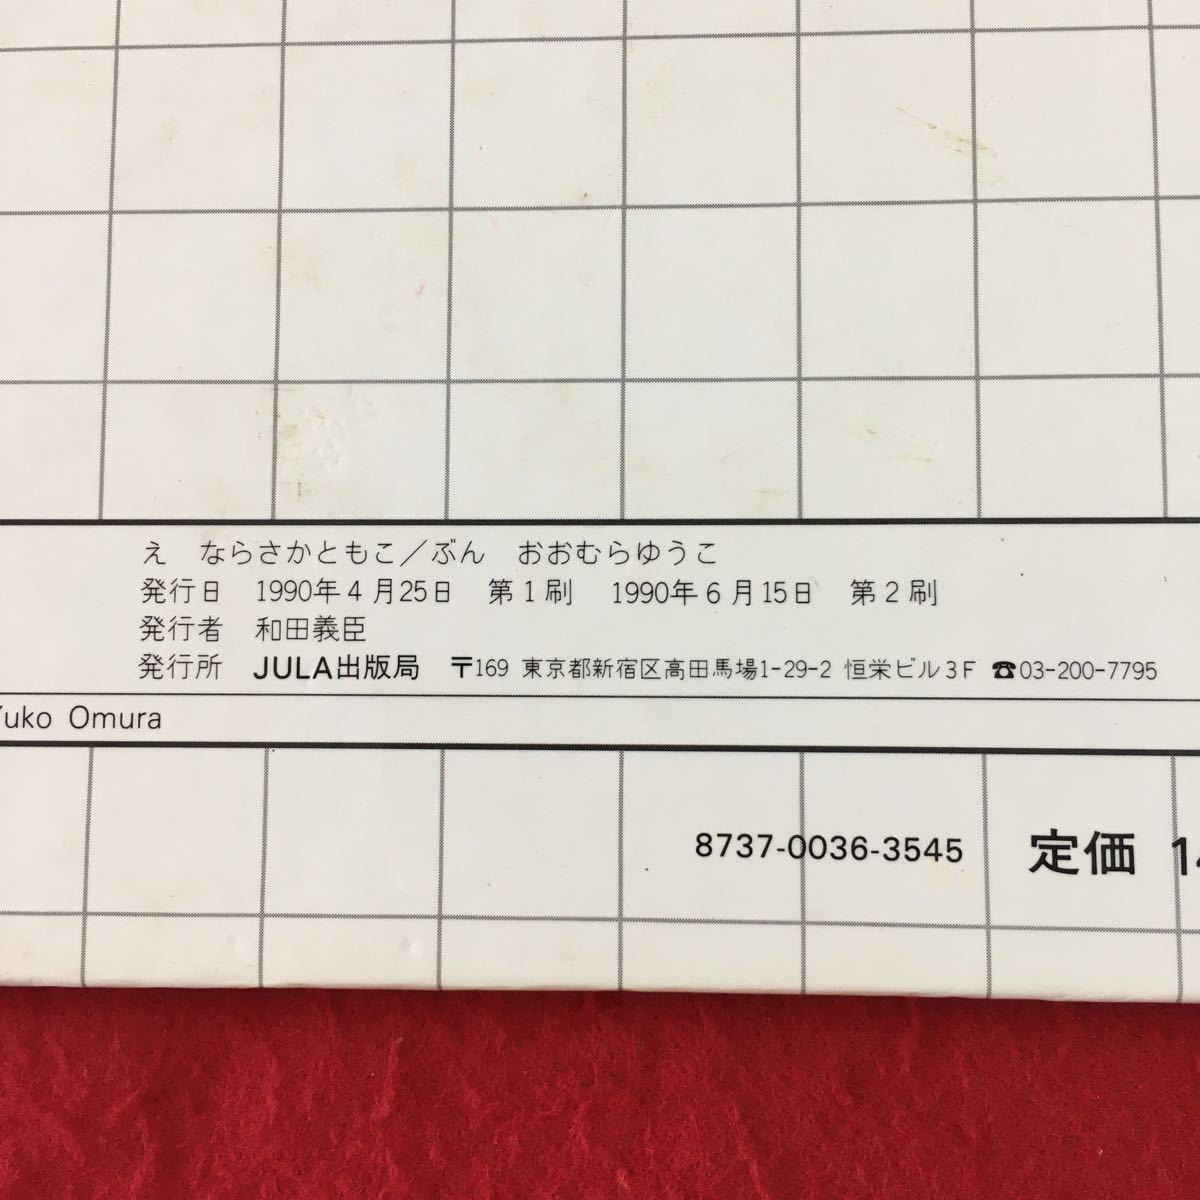 え　ならさかともこ／ぶん　おおむらゆうこ
発行日　1990年4月25日　第1刷　1990年6月15日　第2刷
発行者　和田義臣
発行所　JULA出版局　〒169 東京都新宿区高田馬場1-29-2 恒栄ビル3F ☎03-200-7795
Yuko Omura
8737-0036-3545　定価